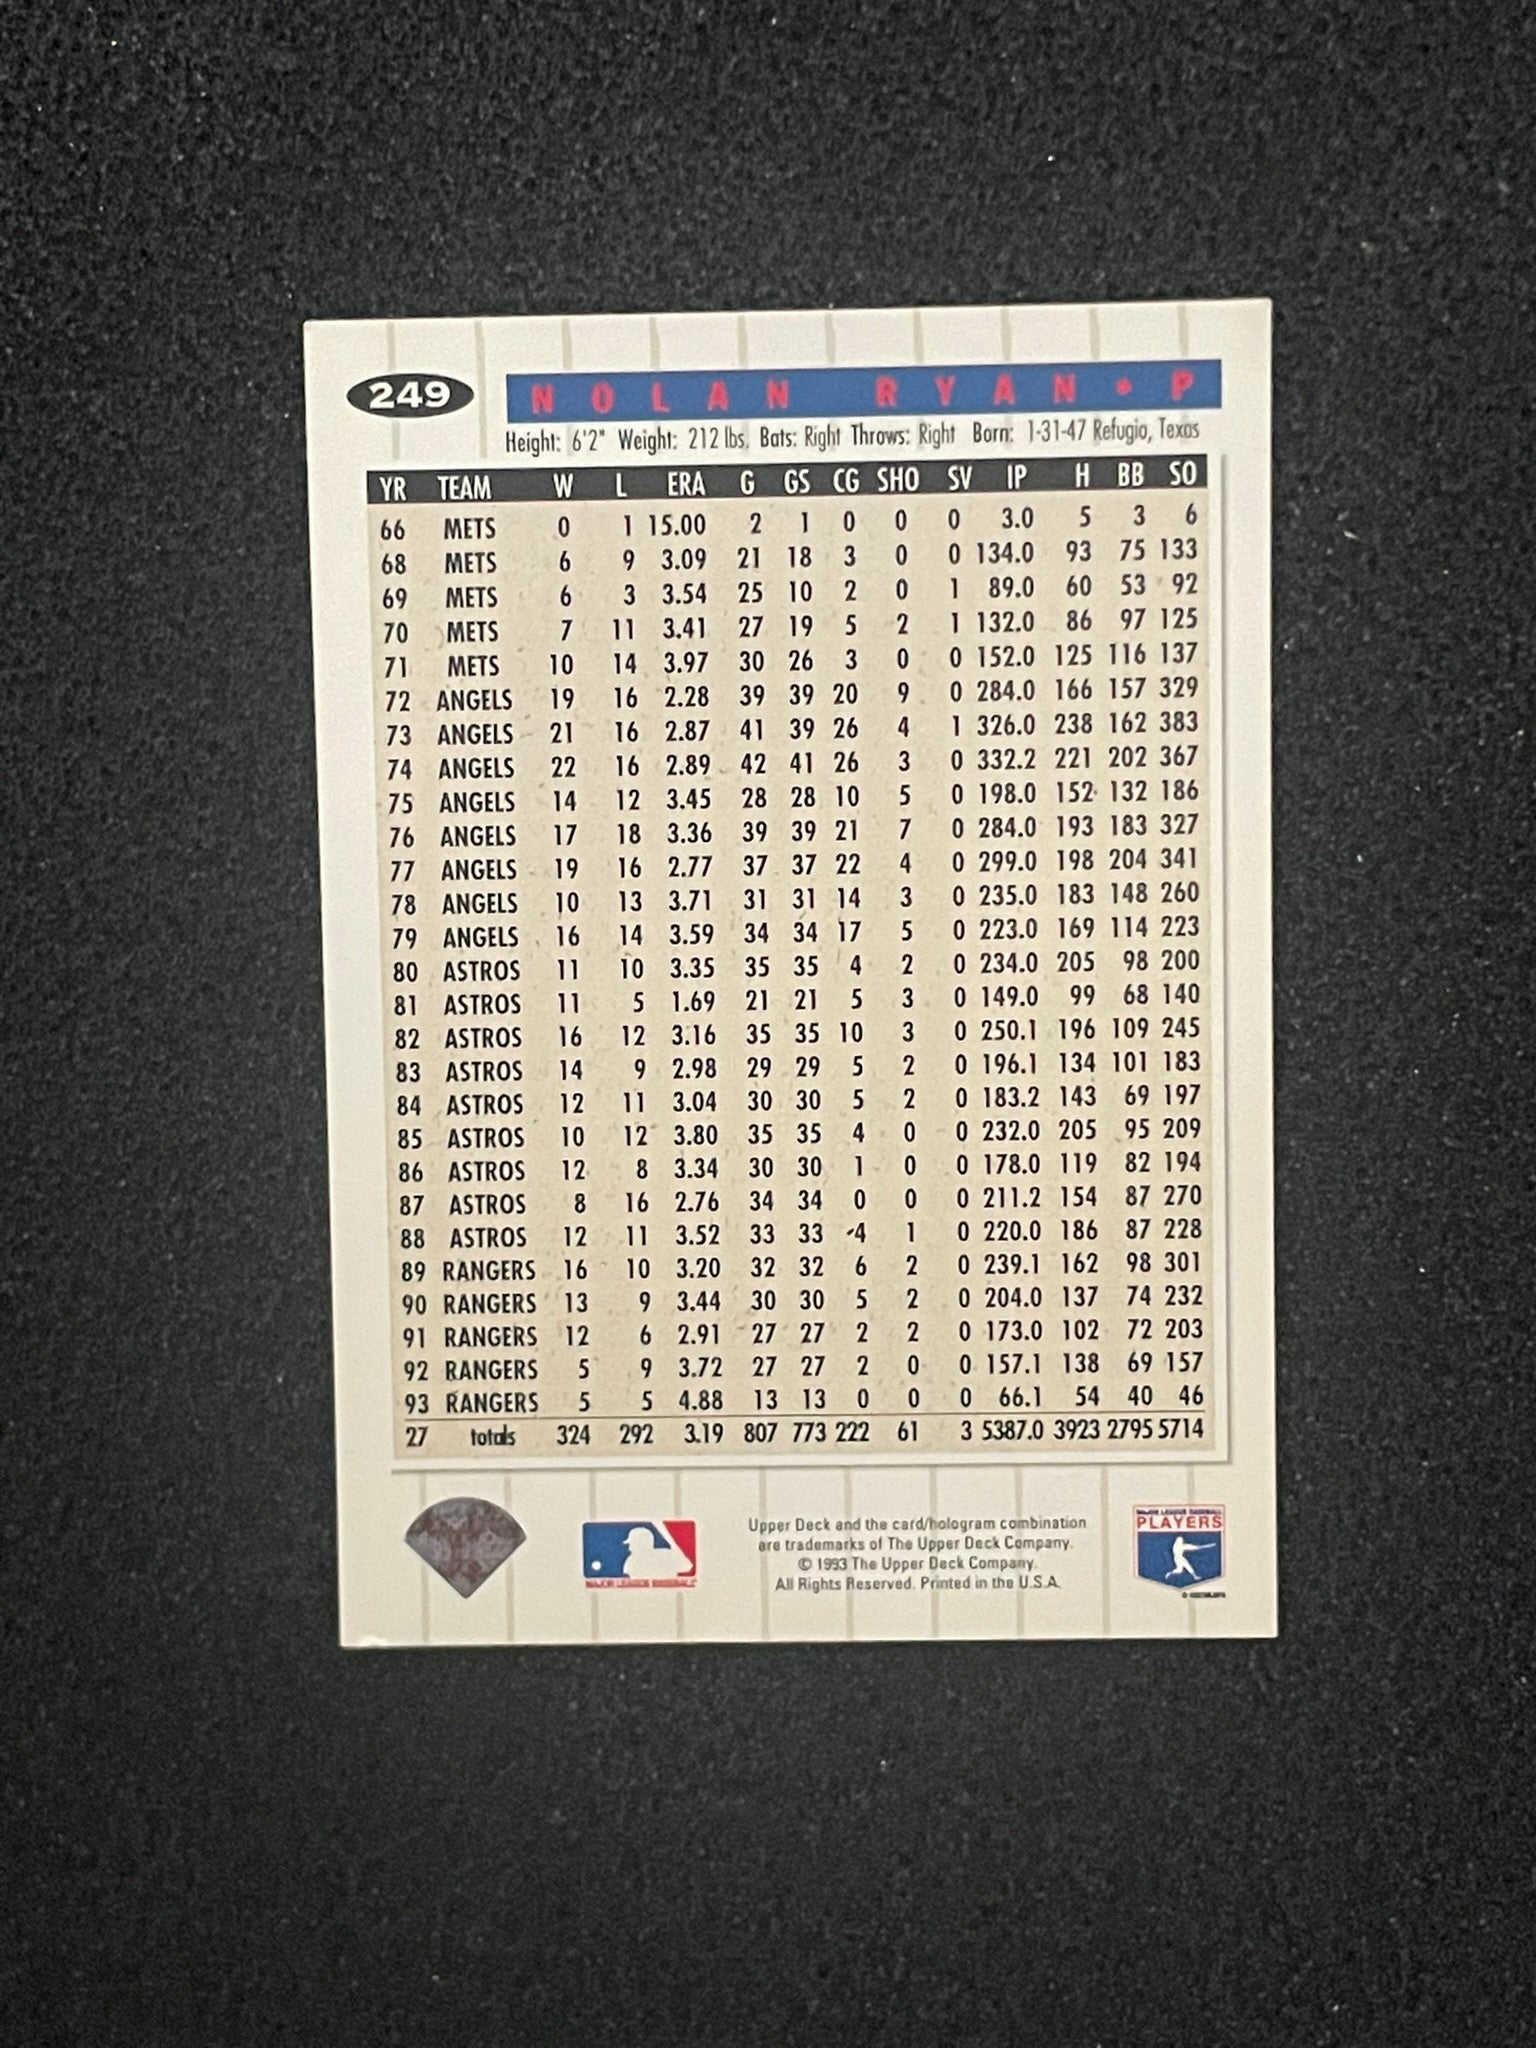 249
NOLAN RYAN • P
Height: 6'2" Weight: 212 lbs. Bats: Right Throws: Right Born: 1-31-47 Refugio, Texas
YR TEAM W L ERA G GS CG SHO SV IP H BB SO
66 METS 0 1 15.00 2 1 0 0 0 3.0 5 3 6
68 METS 6 9 3.09 21 18 3 0 0 134.0 93 75 133
69 METS 6 3 3.54 25 10 2 0 1 89.0 60 53 92
70 METS 7 11 3.41 27 19 5 2 1 132.0 86 97 125
71 METS 10 14 3.97 30 26 3 0 0 152.0 125 116 137
72 ANGELS 19 16 2.28 39 39 20 9 0 284.0 166 157 329
73 ANGELS 21 16 2.87 41 39 26 4 1 326.0 238 162 383
74 ANGELS 22 16 2.89 42 41 26 3 0 332.2 221 202 367
75 ANGELS 14 12 3.45 28 28 10 5 0 198.0 152 132 186
76 ANGELS 17 18 3.36 39 39 21 7 0 284.0 193 183 327
77 ANGELS 19 16 2.77 37 37 22 4 0 299.0 198 204 341
78 ANGELS 10 13 3.71 31 31 14 3 0 235.0 183 148 260
79 ANGELS 16 14 3.59 34 34 17 5 0 223.0 169 114 223
80 ASTROS 11 10 3.35 35 35 4 2 0 234.0 205 98 200
81 ASTROS 11 5 1.69 21 21 5 3 0 149.0 99 68 140
82 ASTROS 16 12 3.16 35 35 10 3 0 250.1 196 109 245
83 ASTROS 14 9 2.98 29 29 5 2 0 196.1 134 101 183
84 ASTROS 12 11 3.04 30 30 5 2 0 183.2 143 69 197
85 ASTROS 10 12 3.80 35 35 4 0 0 232.0 205 95 209
86 ASTROS 12 8 3.34 30 30 1 0 0 178.0 119 82 194
87 ASTROS 8 16 2.76 34 34 0 0 0 211.2 154 87 270
88 ASTROS 12 11 3.52 33 33 4 1 0 220.0 186 87 228
89 RANGERS 16 10 3.20 32 32 6 2 0 239.1 162 98 301
90 RANGERS 13 9 3.44 30 30 5 2 0 204.0 137 74 232
91 RANGERS 12 6 2.91 27 27 2 2 0 173.0 102 72 203
92 RANGERS 5 9 3.72 27 27 2 0 0 157.1 138 69 157
93 RANGERS 5 5 4.88 13 13 0 0 0 66.1 54 40 46
27 totals 324 292 3.19 807 773 222 61 3 5387.0 3923 2795 5714
Upper Deck and the card/hologram combination
are trademarks of The Upper Deck Company.
© 1993 The Upper Deck Company.
All Rights Reserved. Printed in the U.S.A.
MAJOR LEAGUE BASEBALL
MAJOR LEAGUE BASEBALL
PLAYERS